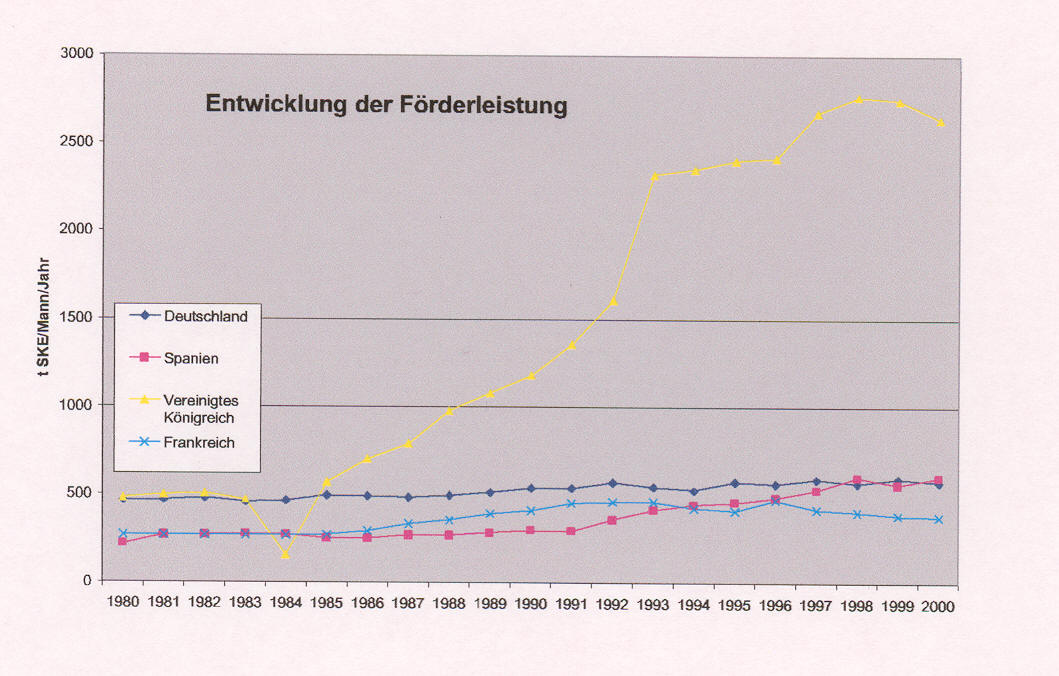 Entwicklung der Förderleistung
t SKE/Mann/Jahr
3000
2500
2000
1500
1000
500
0
Deutschland
Spanien
Vereinigtes
Königreich
Frankreich
1980 1981 1982 1983 1984 1985 1986 1987 1988 1989 1990 1991 1992 1993 1994 1995 1996 1997 1998 1999 2000